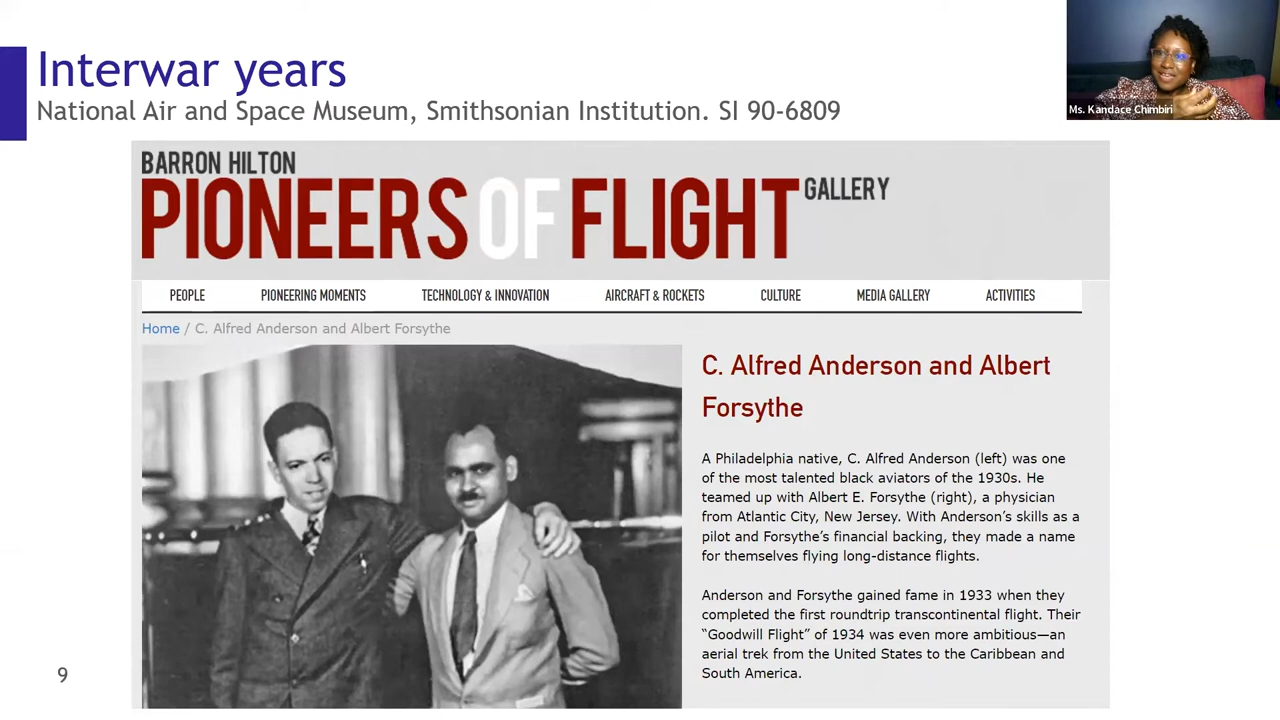 Interwar years
National Air and Space Museum, Smithsonian Institution. SI 90-6809
Ms. Kandace Chimbiri
BARRON HILTON
PIONEERS OF FLIGHT GALLERY
PEOPLE PIONEERING MOMENTS TECHNOLOGY & INNOVATION AIRCRAFT & ROCKETS CULTURE MEDIA GALLERY ACTIVITIES
Home / C. Alfred Anderson and Albert Forsythe
C. Alfred Anderson and Albert
Forsythe
A Philadelphia native, C. Alfred Anderson (left) was one
of the most talented black aviators of the 1930s. He
teamed up with Albert E. Forsythe (right), a physician
from Atlantic City, New Jersey. With Anderson’s skills as a
pilot and Forsythe’s financial backing, they made a name
for themselves flying long-distance flights.
Anderson and Forsythe gained fame in 1933 when they
completed the first roundtrip transcontinental flight. Their
“Goodwill Flight” of 1934 was even more ambitious—an
aerial trek from the United States to the Caribbean and
South America.
9